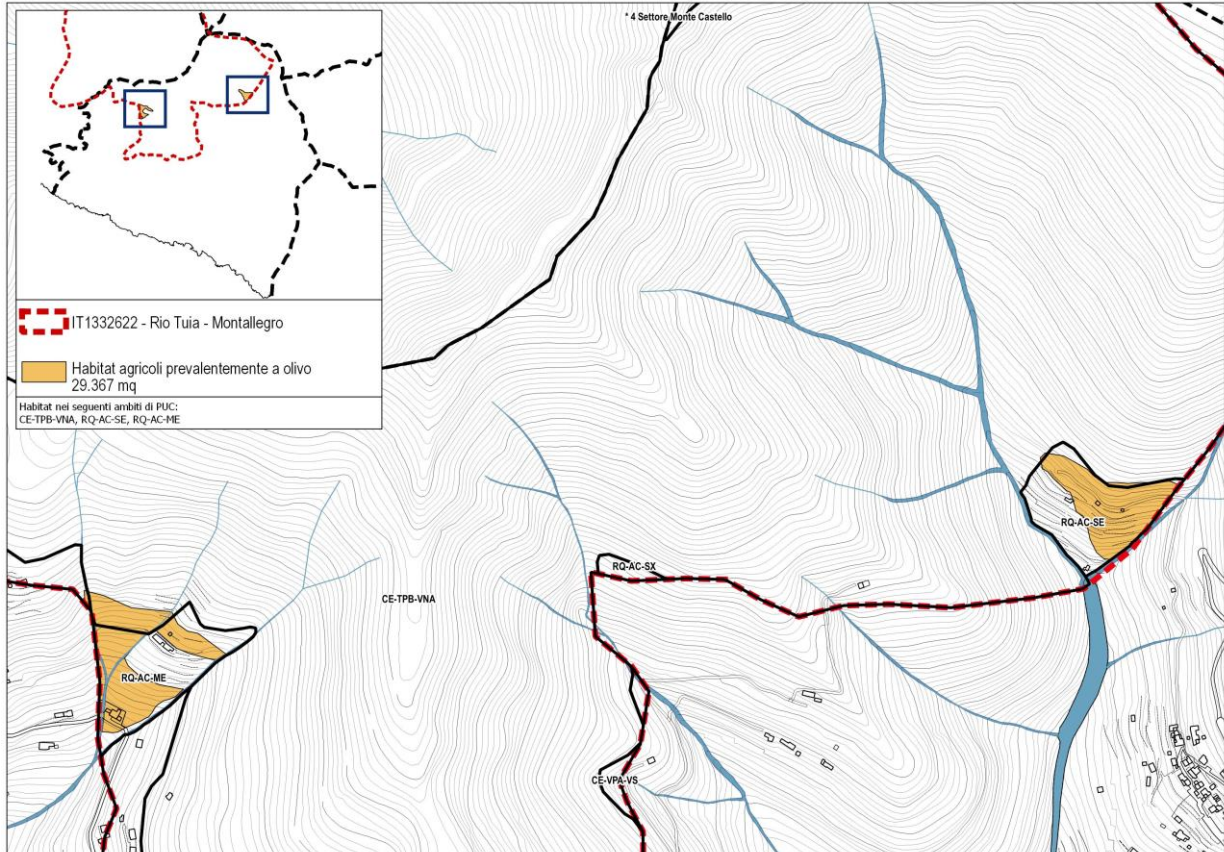 * 4 Settore Monte Castello
IT1332622 - Rio Tuia - Montallegro
Habitat agricoli prevalentemente a olivo
29.367 mq
Habitat nei seguenti ambiti di PUC:
CE-TPB-VNA, RQ-AC-SE, RQ-AC-ME
RQ-AC-SE
RQ-AC-SX
CE-TPB-VNA
RQ-AC-ME
CE-VPA-VS